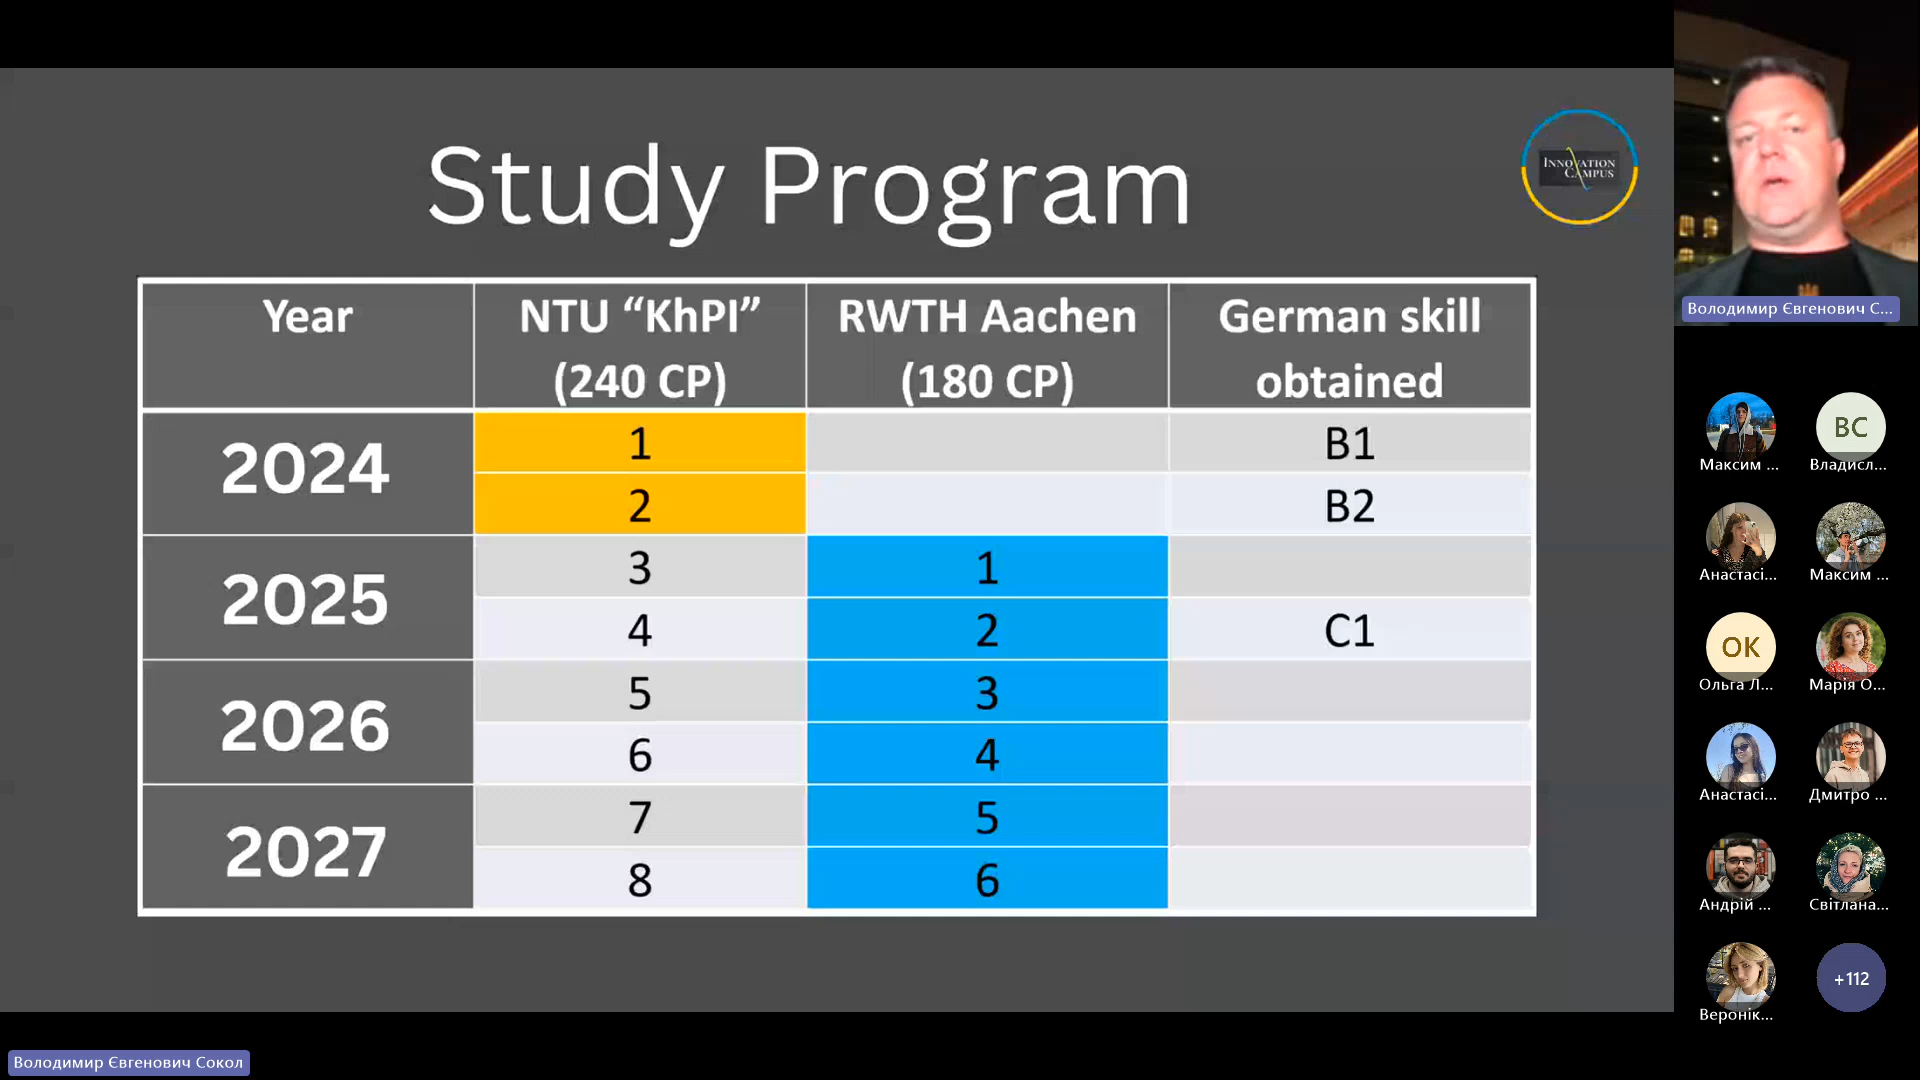 Study Program
INNOVATION
CAMPUS
Year
NTU “KhPI”
(240 CP)
RWTH Aachen
(180 CP)
German skill
obtained
2024
1
B1
2
B2
2025
3
1
4
2
C1
2026
5
3
6
4
2027
7
5
8
6
Володимир Євгенович С...
ВС
Максим ...
Владисл...
Анастасі...
Максим ...
ОК
Ольга Л...
Марія О...
Анастасі...
Дмитро ...
Андрій ...
Світлана...
+112
Веронік...
Володимир Євгенович Сокол